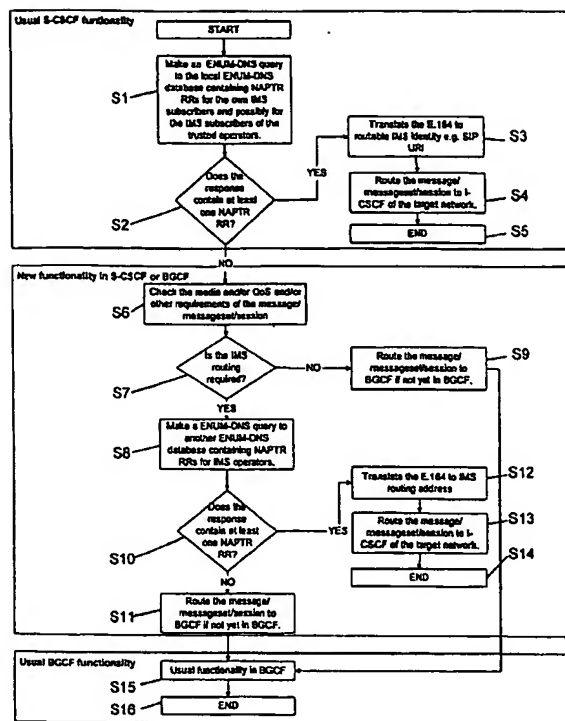 Usual S-CSCF functionality
START
S1
Make an ENUM-DNS query
to the local ENUM-DNS
database containing NAPTR
RRs for the own IMS
subscribers and possibly for
the IMS subscribers of the
trusted operators.
S2
Does the
response
contain at least
one NAPTR
RR?
YES
Translate the E.164 to
routable IMS Identity e.g. SIP
URI
S3
Route the message/
messageset/session to I-
CSCF of the target network.
S4
END
S5
NO
New functionality in S-CSCF or BGCF
S6
Check the media and/or QoS and/or
other requirements of the message/
messageset/session
S7
Is the IMS
routing
required?
NO
Route the message/
messageset/session to
BGCF if not yet in BGCF.
S9
YES
S8
Make a ENUM-DNS query to
another ENUM-DNS
database containing NAPTR
RRs for IMS operators.
S10
Does the
response
contain at least
one NAPTR
RR?
YES
Translate the E.164 to IMS
routing address
S12
Route the message/
messageset/session to I-
CSCF of the target network.
S13
END
S14
NO
S11
Route the message/
messageset/session to
BGCF if not yet in BGCF.
Usual BGCF functionality
S15
Usual functionality in BGCF
S16
END